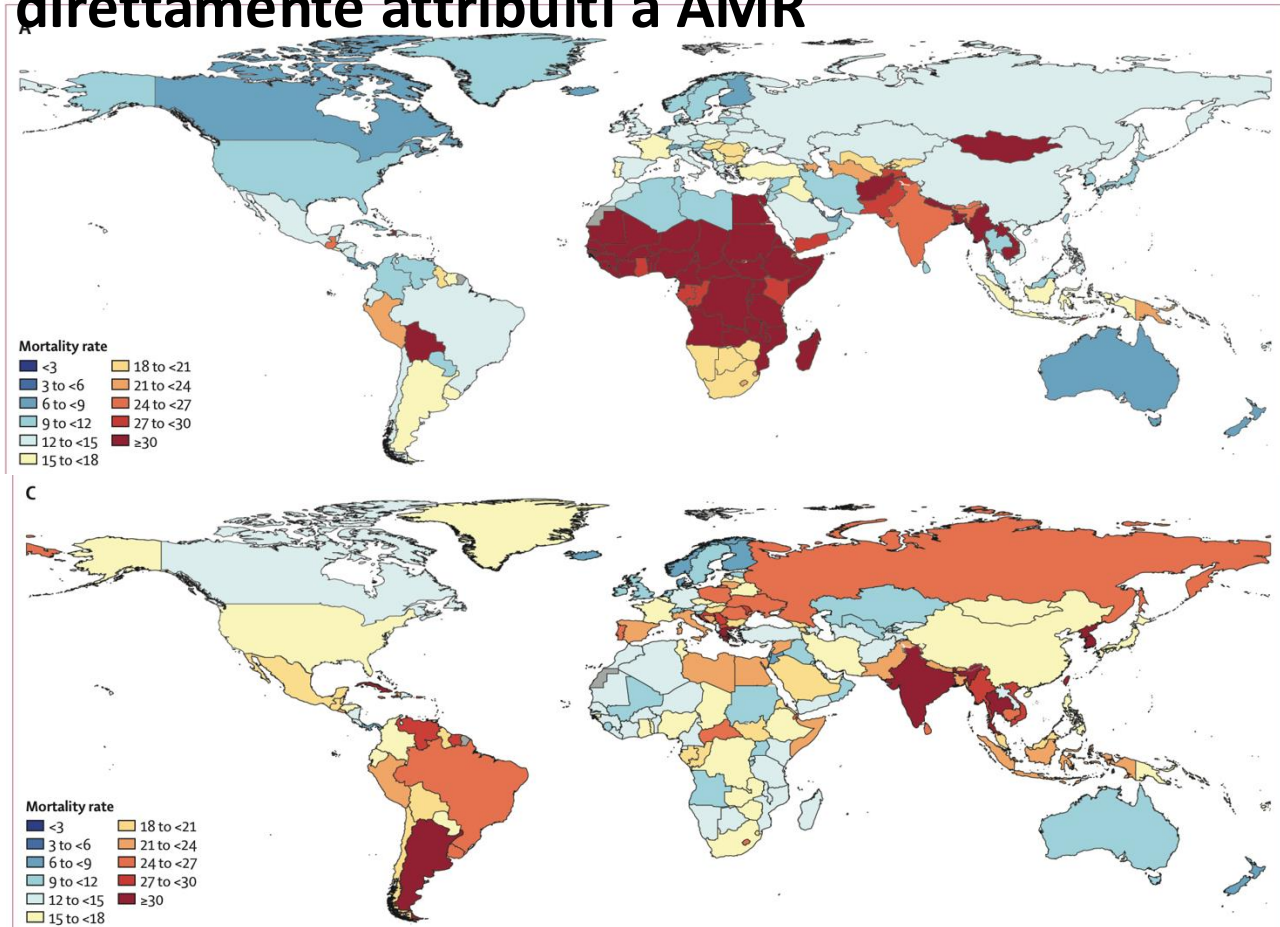 direttamente attribuiti a AMR
A
Mortality rate
<3
3 to <6
6 to <9
9 to <12
12 to <15
15 to <18
18 to <21
21 to <24
24 to <27
27 to <30
≥30
C
Mortality rate
<3
3 to <6
6 to <9
9 to <12
12 to <15
15 to <18
18 to <21
21 to <24
24 to <27
27 to <30
≥30